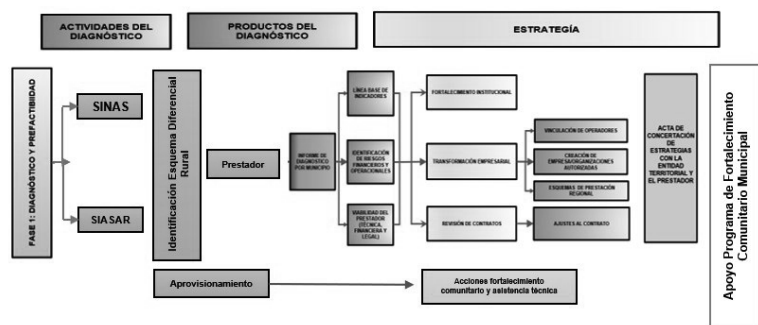 ACTIVIDADES DEL
DIAGNÓSTICO
PRODUCTOS DEL
DIAGNÓSTICO
ESTRATEGÍA
FASE 1: DIAGNÓSTICO Y PREFACTIBIIDAD
SINAS
SIASAR
Identificación Esquema Diferencial
Rural
Prestador
INFORME DE
DIAGNOSTICO
POR MUNICIPIO
LÍNEA BASE DE
INDICADORES
IDENTIFICACIÓN
DE RIESGOS
FINANCIEROS Y
OPERACIONALES
VIABILIDAD DEL
PRESTADOR
(TÉCNICA,
FINANCIERA Y
LEGAL)
FORTALECIMIENTO INSTITUCIONAL
TRANSFORMACIÓN EMPRESARIAL
REVISIÓN DE CONTRATOS
VINCULACIÓN DE OPERADORES
CREACIÓN DE
EMPRESA/ORGANIZACIONES
AUTORIZADAS
ESQUEMAS DE PRESTACIÓN
REGIONAL
AJUSTES AL CONTRATO
ACTA DE
CONCERTACIÓN DE
ESTRATEGIAS
CON LA
ENTIDAD
TERRITORIAL Y
EL PRESTADOR
Apoyo Programa de Fortalecimiento
Comunitario Municipal
Aprovisionamiento
Acciones fortalecimiento
comunitario y asistencia técnica